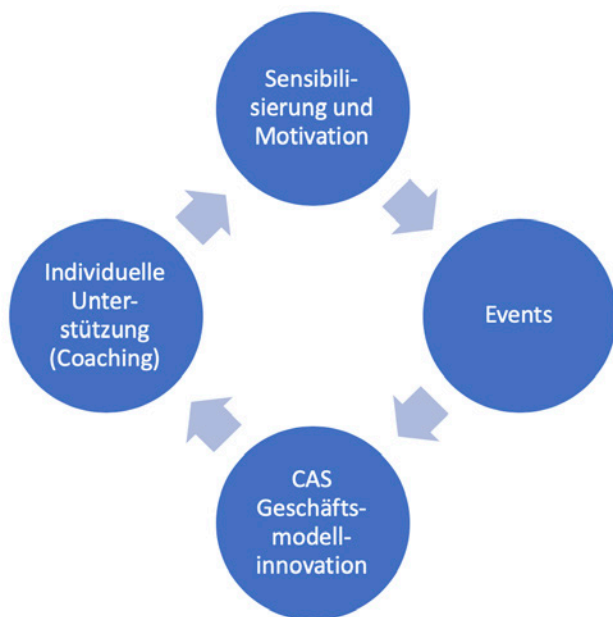 Sensibili-
sierung und
Motivation
Events
CAS
Geschäfts-
modell-
innovation
Individuelle
Unter-
stützung
(Coaching)